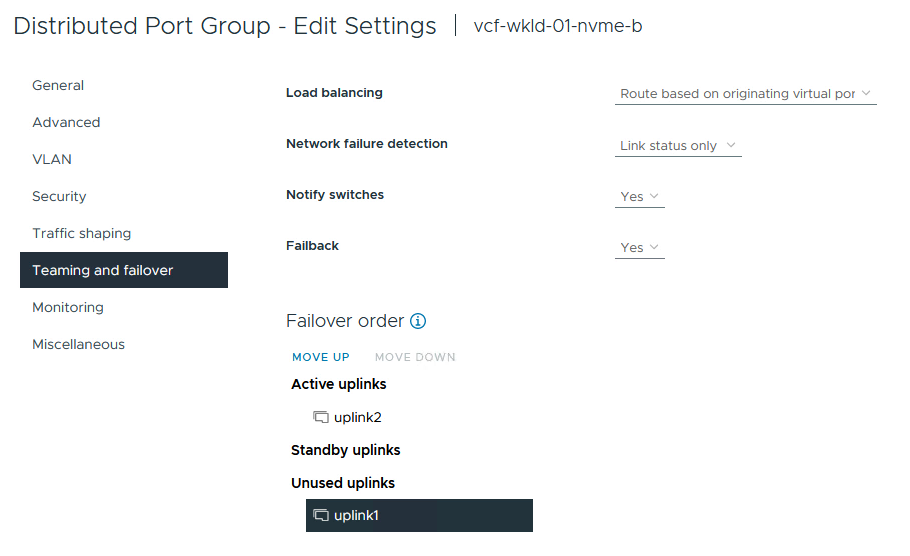 Distributed Port Group - Edit Settings | vcf-wkld-01-nvme-b
General
Advanced
VLAN
Security
Traffic shaping
Teaming and failover
Monitoring
Miscellaneous
Load balancing Route based on originating virtual por
Network failure detection Link status only
Notify switches Yes
Failback Yes
Failover order
MOVE UP MOVE DOWN
Active uplinks
uplink2
Standby uplinks
Unused uplinks
uplink1